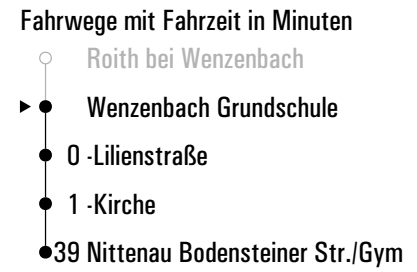 Fahrwege mit Fahrzeit in Minuten
Roith bei Wenzenbach
Wenzenbach Grundschule
0 -Lilienstraße
1 -Kirche
39 Nittenau Bodensteiner Str./Gym